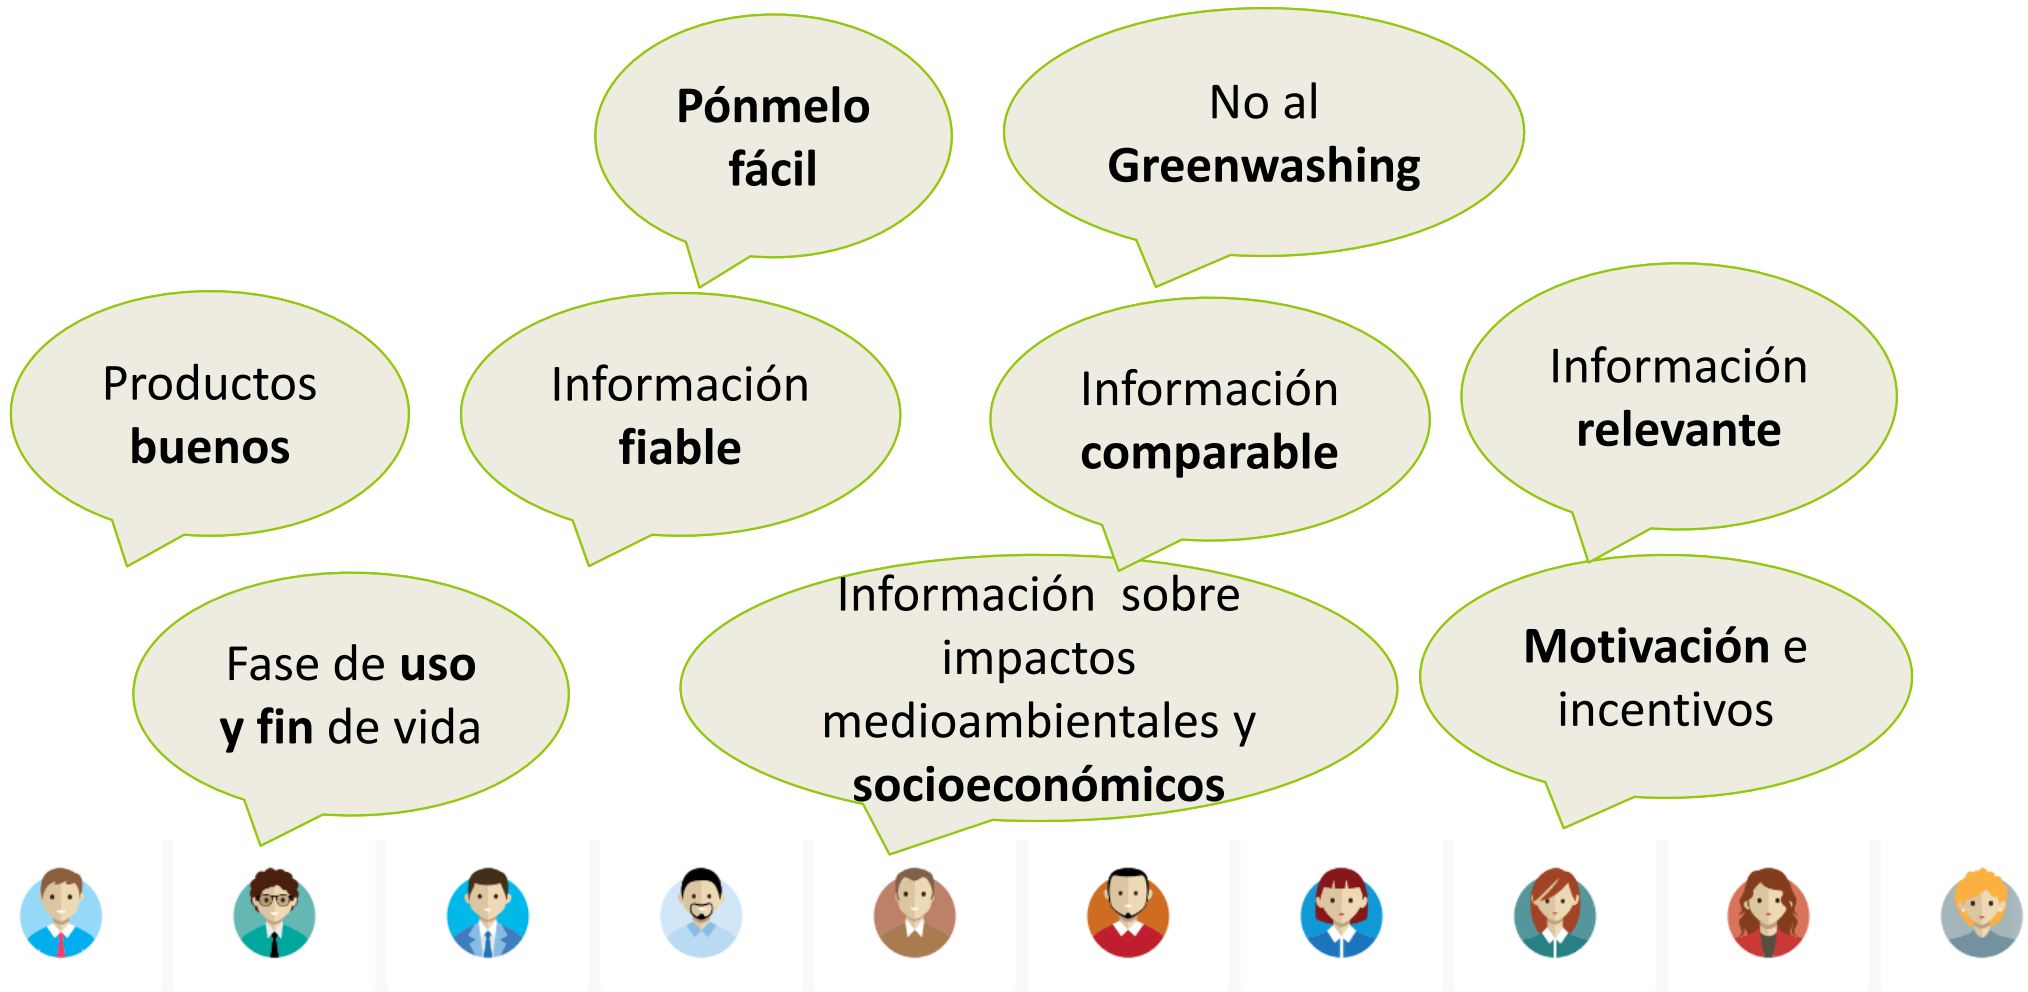 Pónmelo
fácil
No al
Greenwashing
Productos
buenos
Información
fiable
Información
comparable
Información
relevante
Fase de uso
y fin de vida
Información  sobre
impactos
medioambientales y
socioeconómicos
Motivación e
incentivos